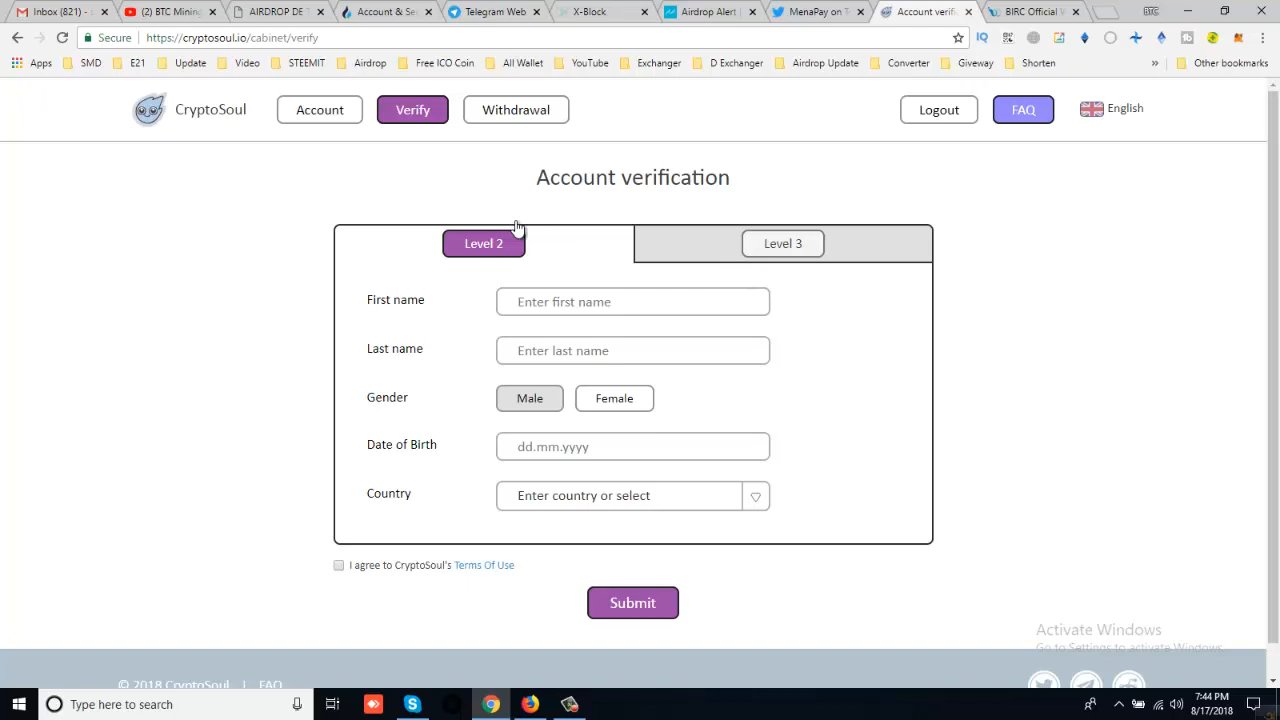 Inbox (821) -
(2) BTC Mining
AIRDROP DE T
Account & Sec
Telegram Web
X-Block
Airdrop Alert
MenaPay on T
Account verifi
BIRC Official W
BTC
Secure
https://cryptosoul.io/cabinet/verify
Apps
SMD
E21
Update
Video
STEEMIT
Airdrop
Free ICO Coin
All Wallet
YouTube
Exchanger
D Exchanger
Airdrop Update
Converter
Giveway
Shorten
»
Other bookmarks
CryptoSoul
Account
Verify
Withdrawal
Logout
FAQ
English
Account verification
Level 2
Level 3
First name
Enter first name
Last name
Enter last name
Gender
Male
Female
Date of Birth
dd.mm.yyyy
Country
Enter country or select
I agree to CryptoSoul's Terms Of Use
Submit
Activate Windows
Go to Settings to activate Windows.
© 2018 CryptoSoul | FAQ
Type here to search
7:44 PM
8/17/2018